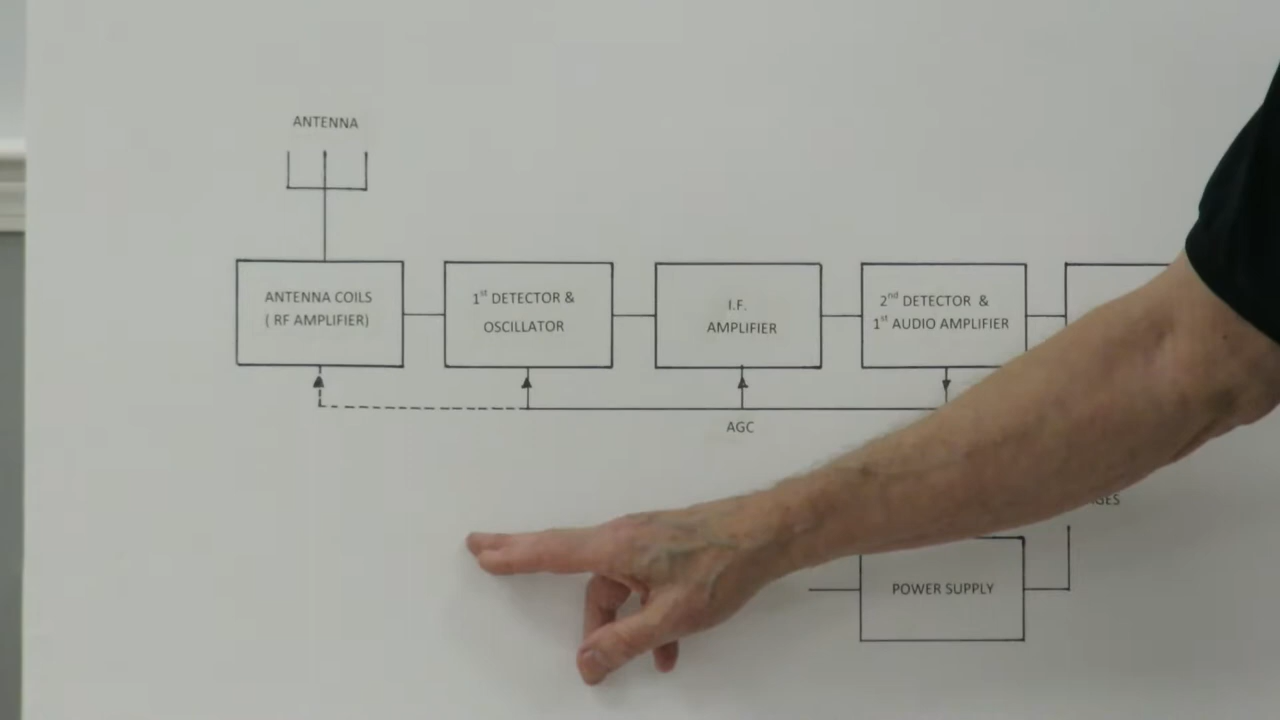 ANTENNA
ANTENNA COILS
( RF AMPLIFIER)
1st DETECTOR &
OSCILLATOR
I.F.
AMPLIFIER
2nd DETECTOR &
1st AUDIO AMPLIFIER
AGC
POWER SUPPLY